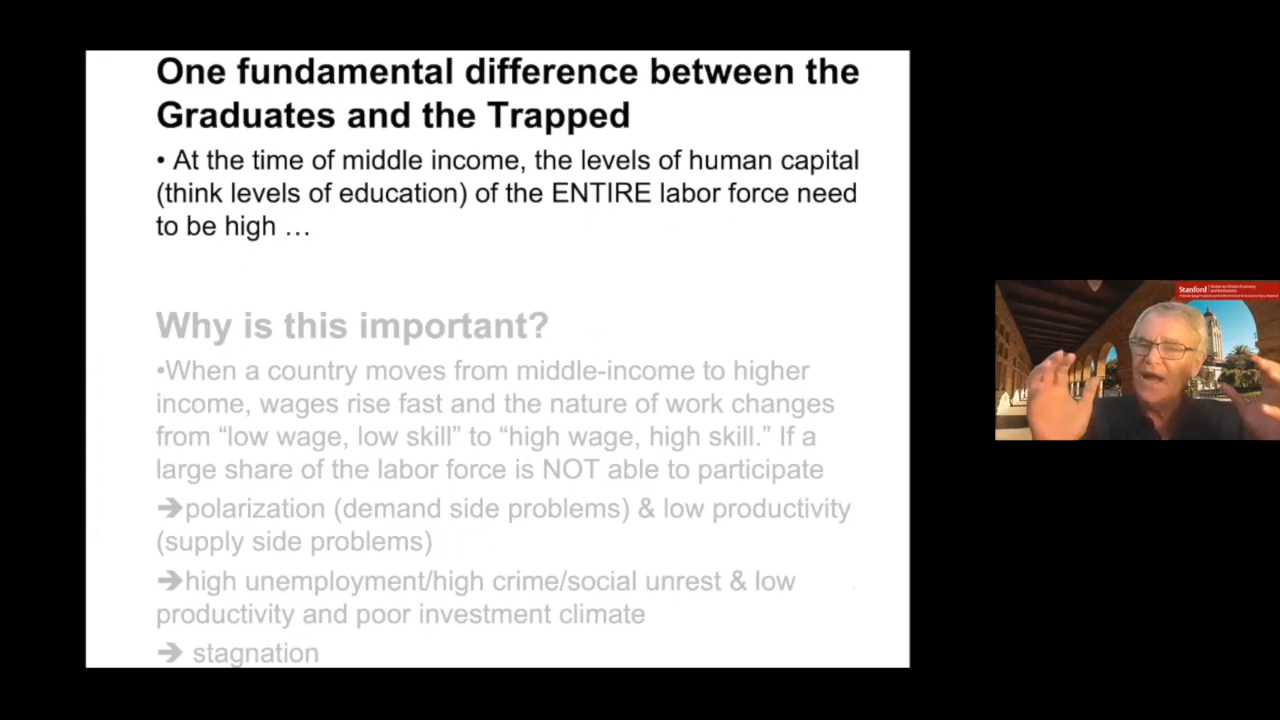 One fundamental difference between the
Graduates and the Trapped
• At the time of middle income, the levels of human capital
(think levels of education) of the ENTIRE labor force need
to be high …
Why is this important?
•When a country moves from middle-income to higher
income, wages rise fast and the nature of work changes
from “low wage, low skill” to “high wage, high skill.” If a
large share of the labor force is NOT able to participate
➔polarization (demand side problems) & low productivity
(supply side problems)
➔high unemployment/high crime/social unrest & low
productivity and poor investment climate
➔ stagnation
Stanford